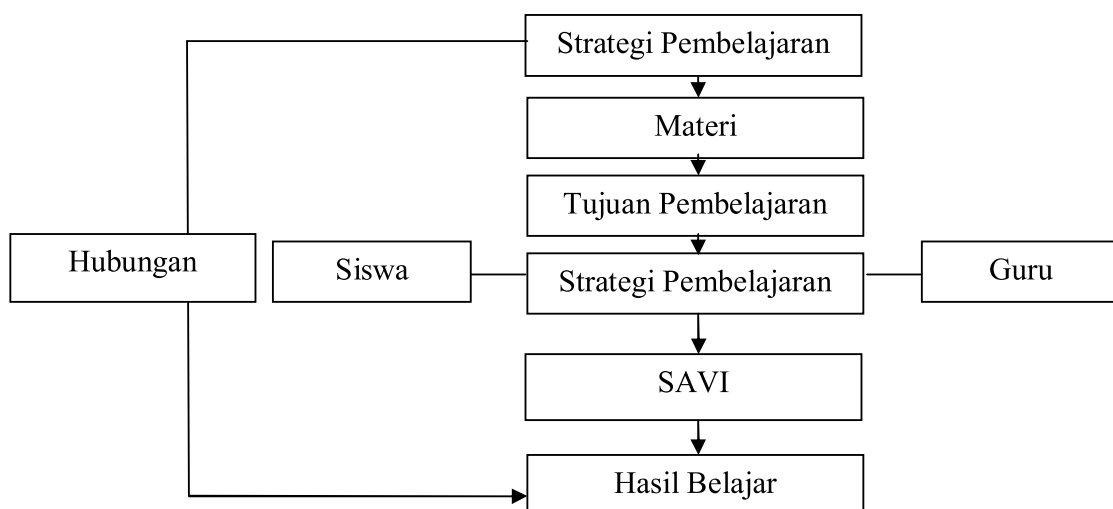 Strategi Pembelajaran
Materi
Tujuan Pembelajaran
Hubungan
Siswa
Strategi Pembelajaran
Guru
SAVI
Hasil Belajar